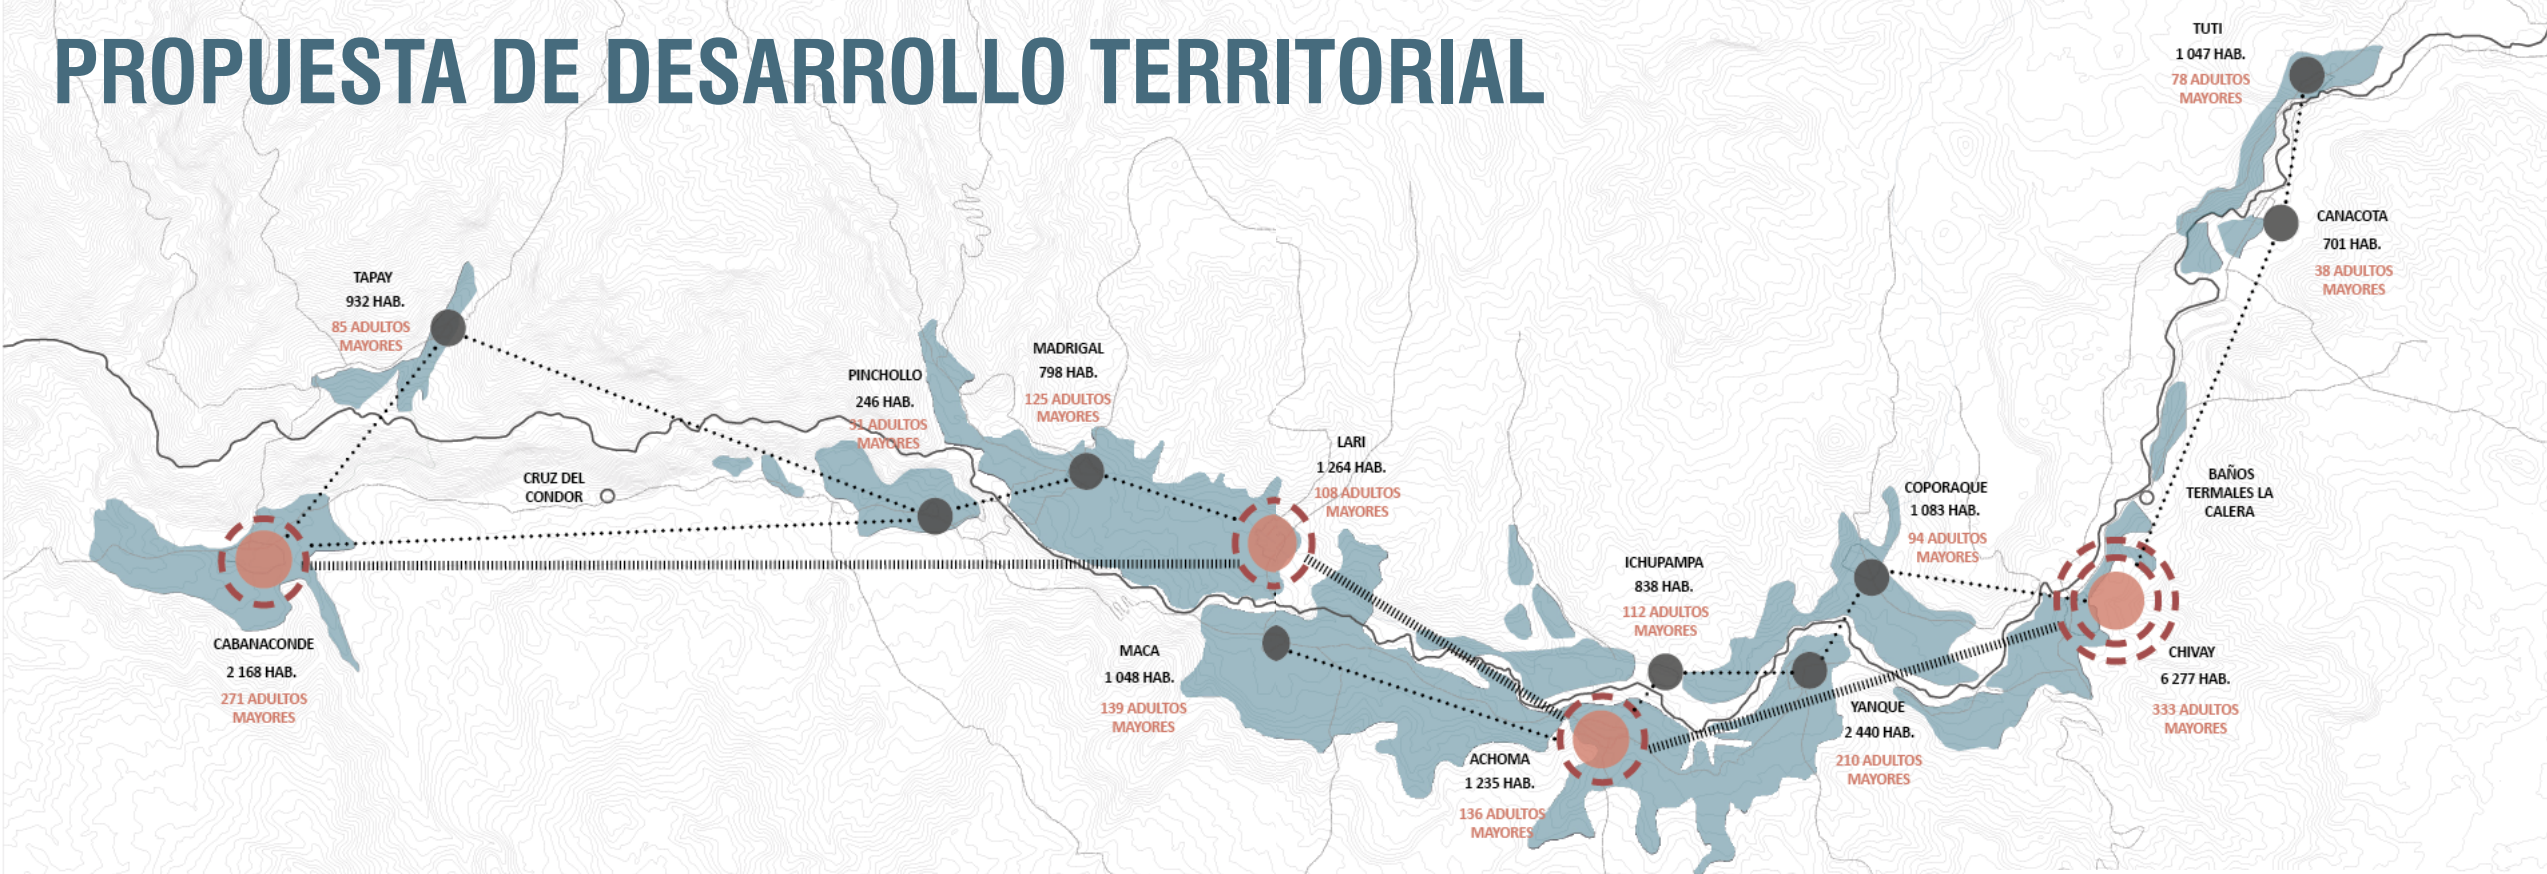 PROPUESTA DE DESARROLLO TERRITORIAL
TUTI
1 047 HAB.
78 ADULTOS
MAYORES
CANACOTA
701 HAB.
38 ADULTOS
MAYORES
TAPAY
932 HAB.
85 ADULTOS
MAYORES
PINCHOLLO
246 HAB.
31 ADULTOS
MAYORES
MADRIGAL
798 HAB.
125 ADULTOS
MAYORES
LARI
1 264 HAB.
108 ADULTOS
MAYORES
CRUZ DEL
CONDOR
COPORAQUE
1 083 HAB.
94 ADULTOS
MAYORES
BAÑOS
TERMALES LA
CALERA
ICHUPAMPA
838 HAB.
112 ADULTOS
MAYORES
CABANACONDE
2 168 HAB.
271 ADULTOS
MAYORES
MACA
1 048 HAB.
139 ADULTOS
MAYORES
CHIVAY
6 277 HAB.
333 ADULTOS
MAYORES
YANQUE
2 440 HAB.
210 ADULTOS
MAYORES
ACHOMA
1 235 HAB.
136 ADULTOS
MAYORES